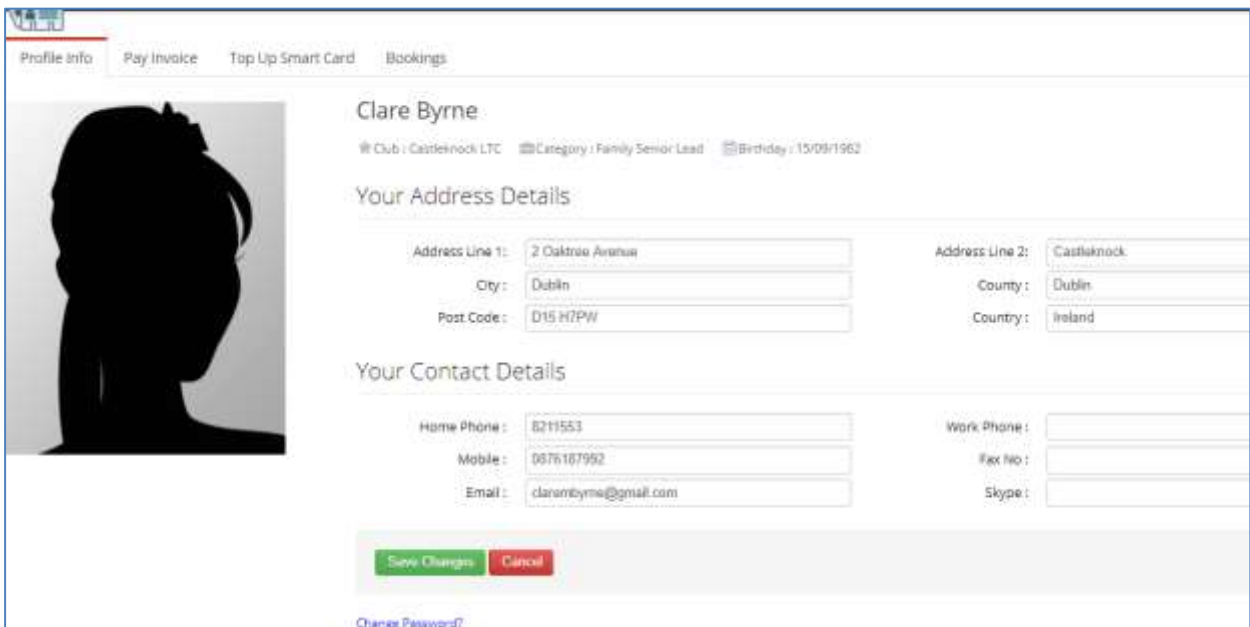 Profile Info Pay Invoice Top Up Smart Card Bookings
Clare Byrne
Club : Castleknock LTC Category : Family Senior Lead Birthday : 15/09/1962
Your Address Details
Address Line 1: 2 Oaktree Avenue Address Line 2: Castleknock
City : Dublin County : Dublin
Post Code : D15 H7PW Country : Ireland
Your Contact Details
Home Phone : 8211553 Work Phone :
Mobile : 0876187992 Fax No :
Email : clarembyrne@gmail.com Skype :
Save Changes Cancel
Change Password?